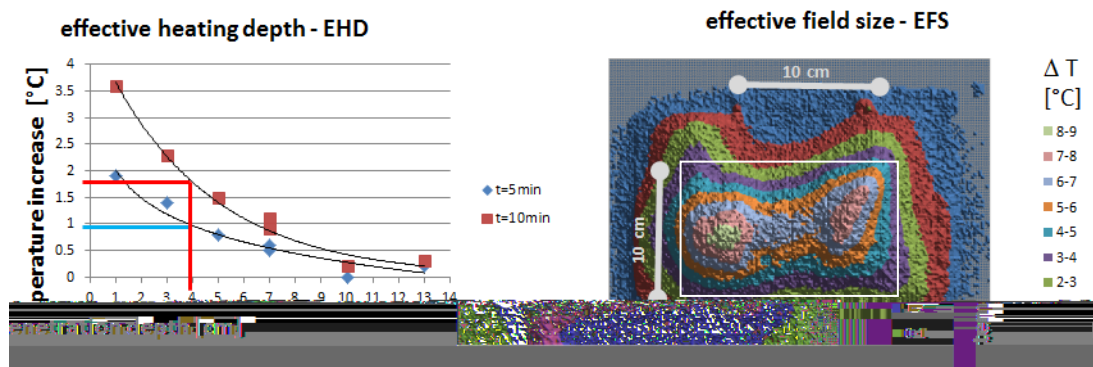 effective heating depth - EHD
perature increase [°C]
4
3.5
3
2.5
2
1.5
1
0.5
0
0 1 2 3 4 5 6 7 8 9 10 11 12 13 14
t=5min
t=10min
effective field size - EFS
10 cm
10 cm
Δ T
[°C]
8-9
7-8
6-7
5-6
4-5
3-4
2-3